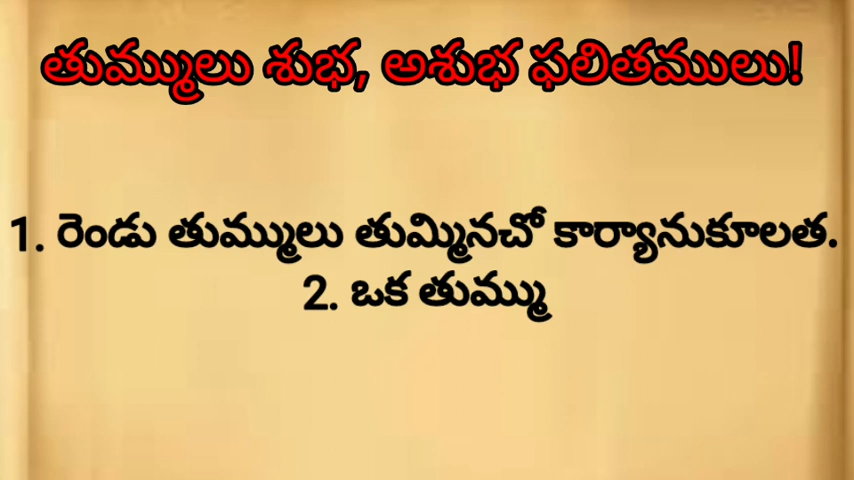 తుమ్ములు శుభ, అశుభ ఫలితములు!
1. రెండు తుమ్ములు తుమ్మినచో కార్యానుకూలత.
2. ఒక తుమ్ము